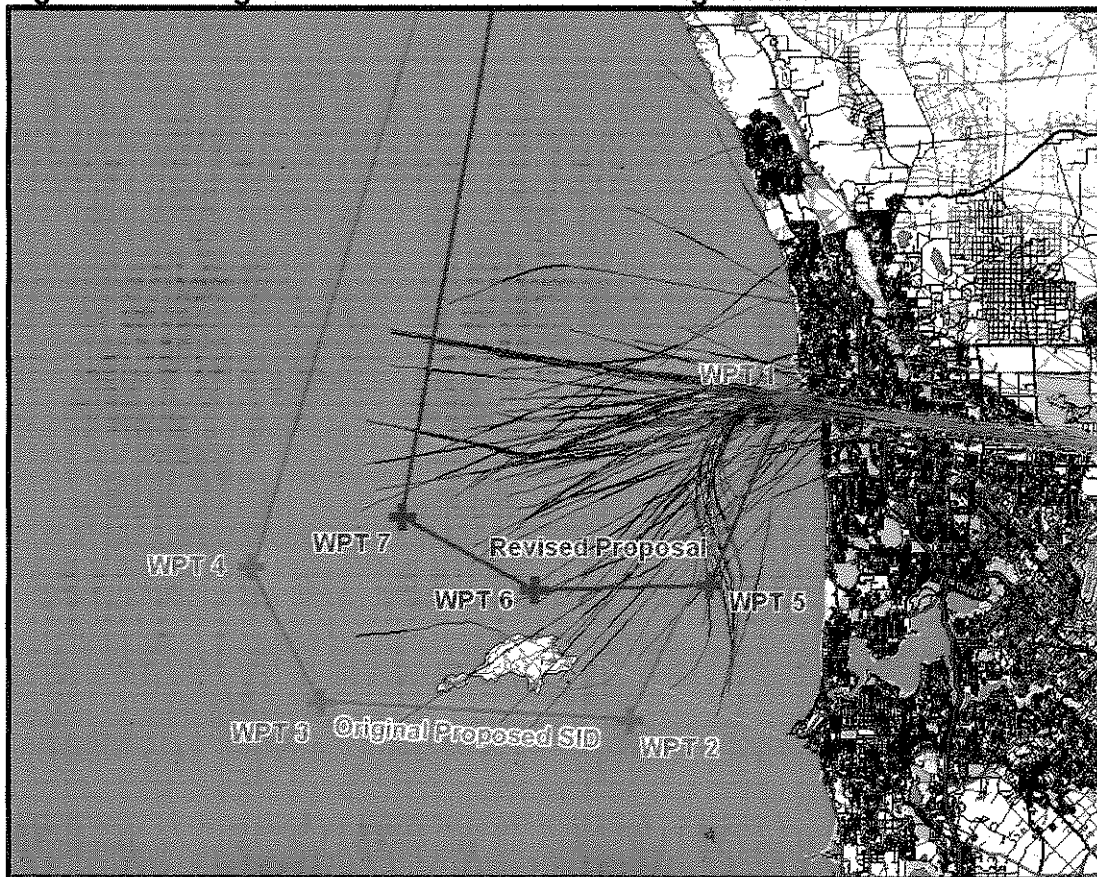 WPT 1
WPT 7
Revised Proposal
WPT 4
WPT 6
WPT 5
WPT 3
Original Proposed SID
WPT 2